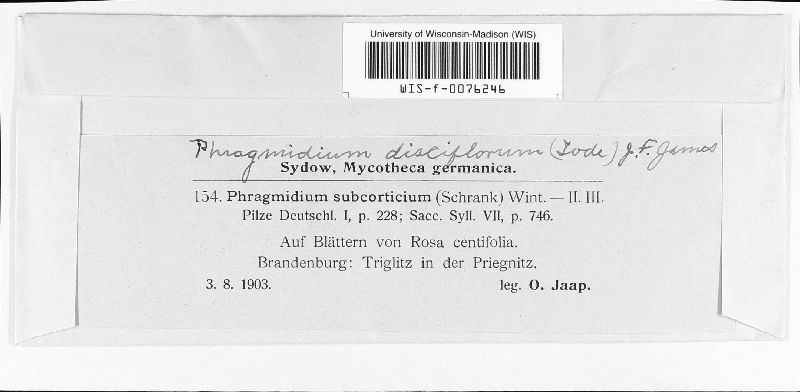 University of Wisconsin-Madison (WIS)
WIS-f-0076246
Phragmidium disciflorum (Tode) J.F. James
Sydow, Mycotheca germanica.
154. Phragmidium subcorticium (Schrank) Wint. — II. III.
Pilze Deutschl. I, p. 228; Sacc. Syll. VII, p. 746.
Auf Blättern von Rosa centifolia.
Brandenburg: Triglitz in der Priegnitz.
3. 8. 1903. leg. O. Jaap.